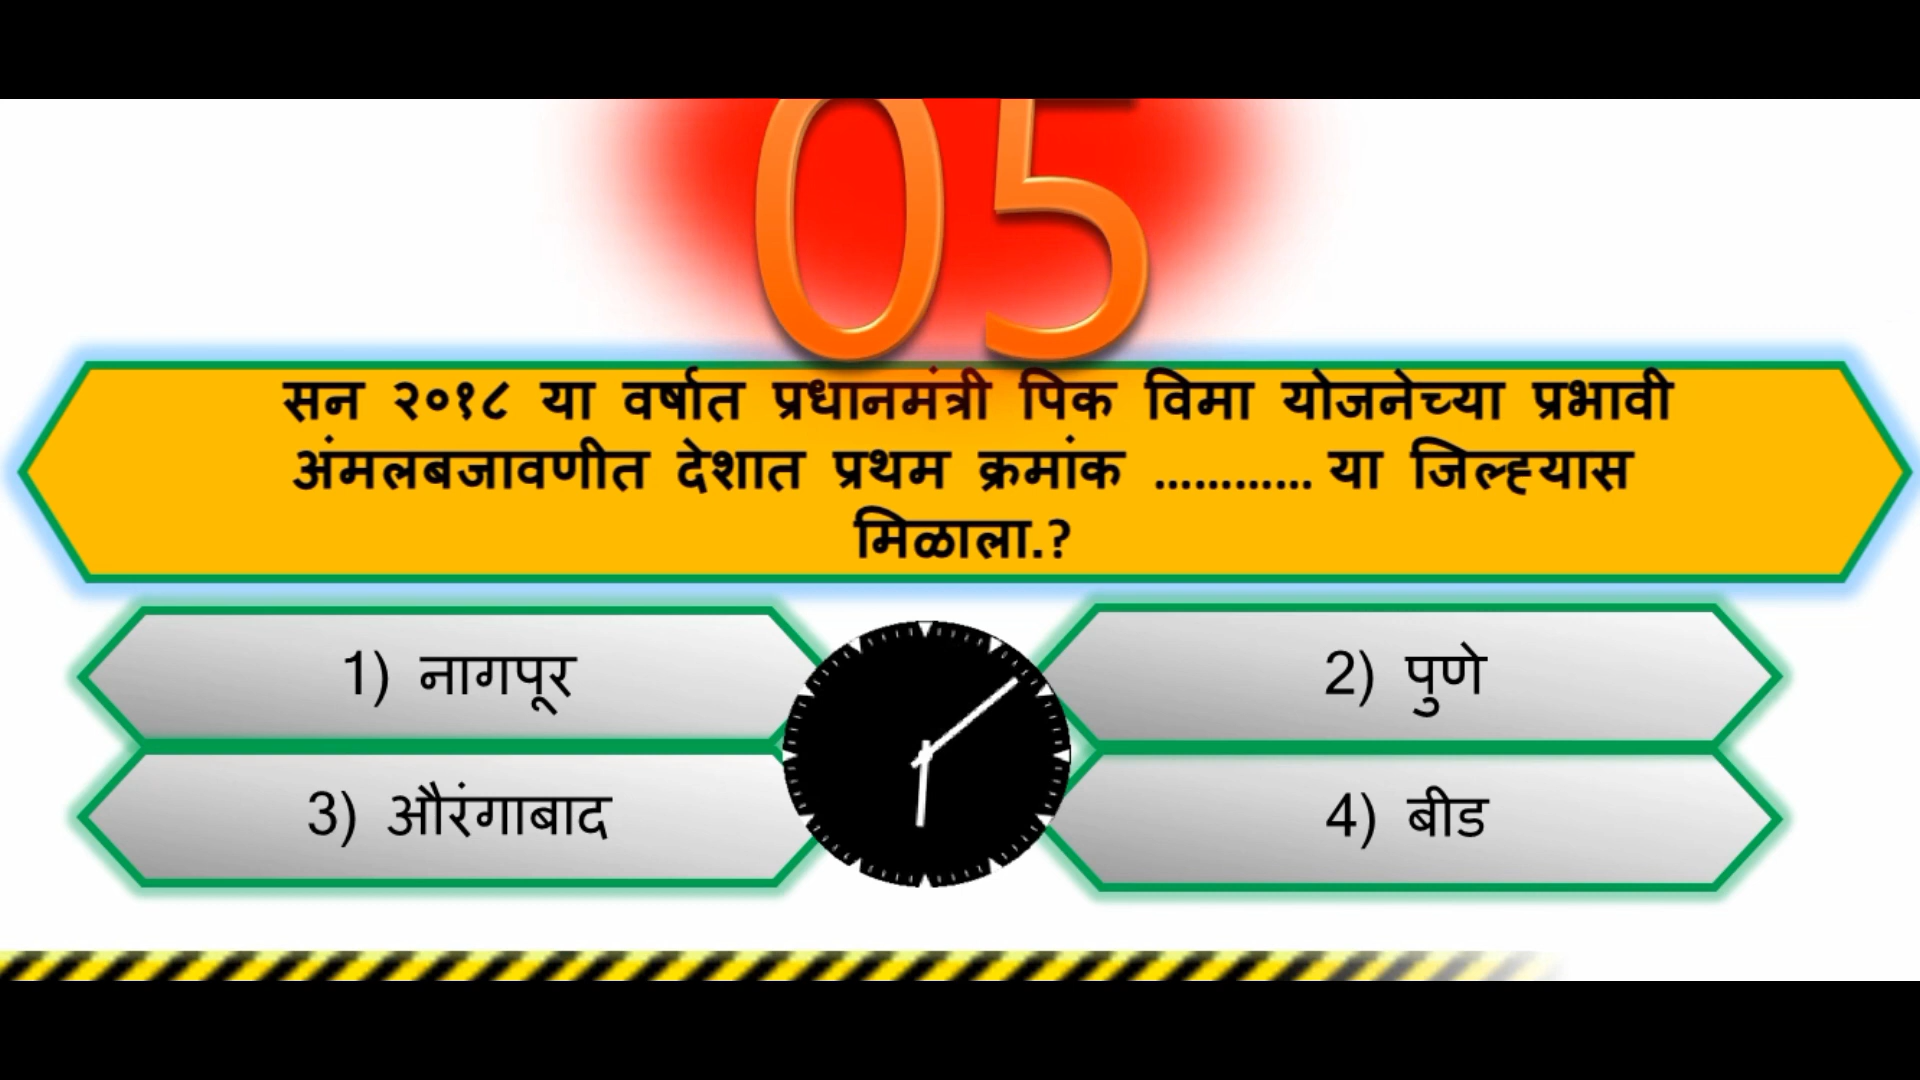 05
सन २०१८ या वर्षात प्रधानमंत्री पिक विमा योजनेच्या प्रभावी
अंमलबजावणीत देशात प्रथम क्रमांक ............ या जिल्ह्यास
मिळाला.?
1) नागपूर
2) पुणे
3) औरंगाबाद
4) बीड